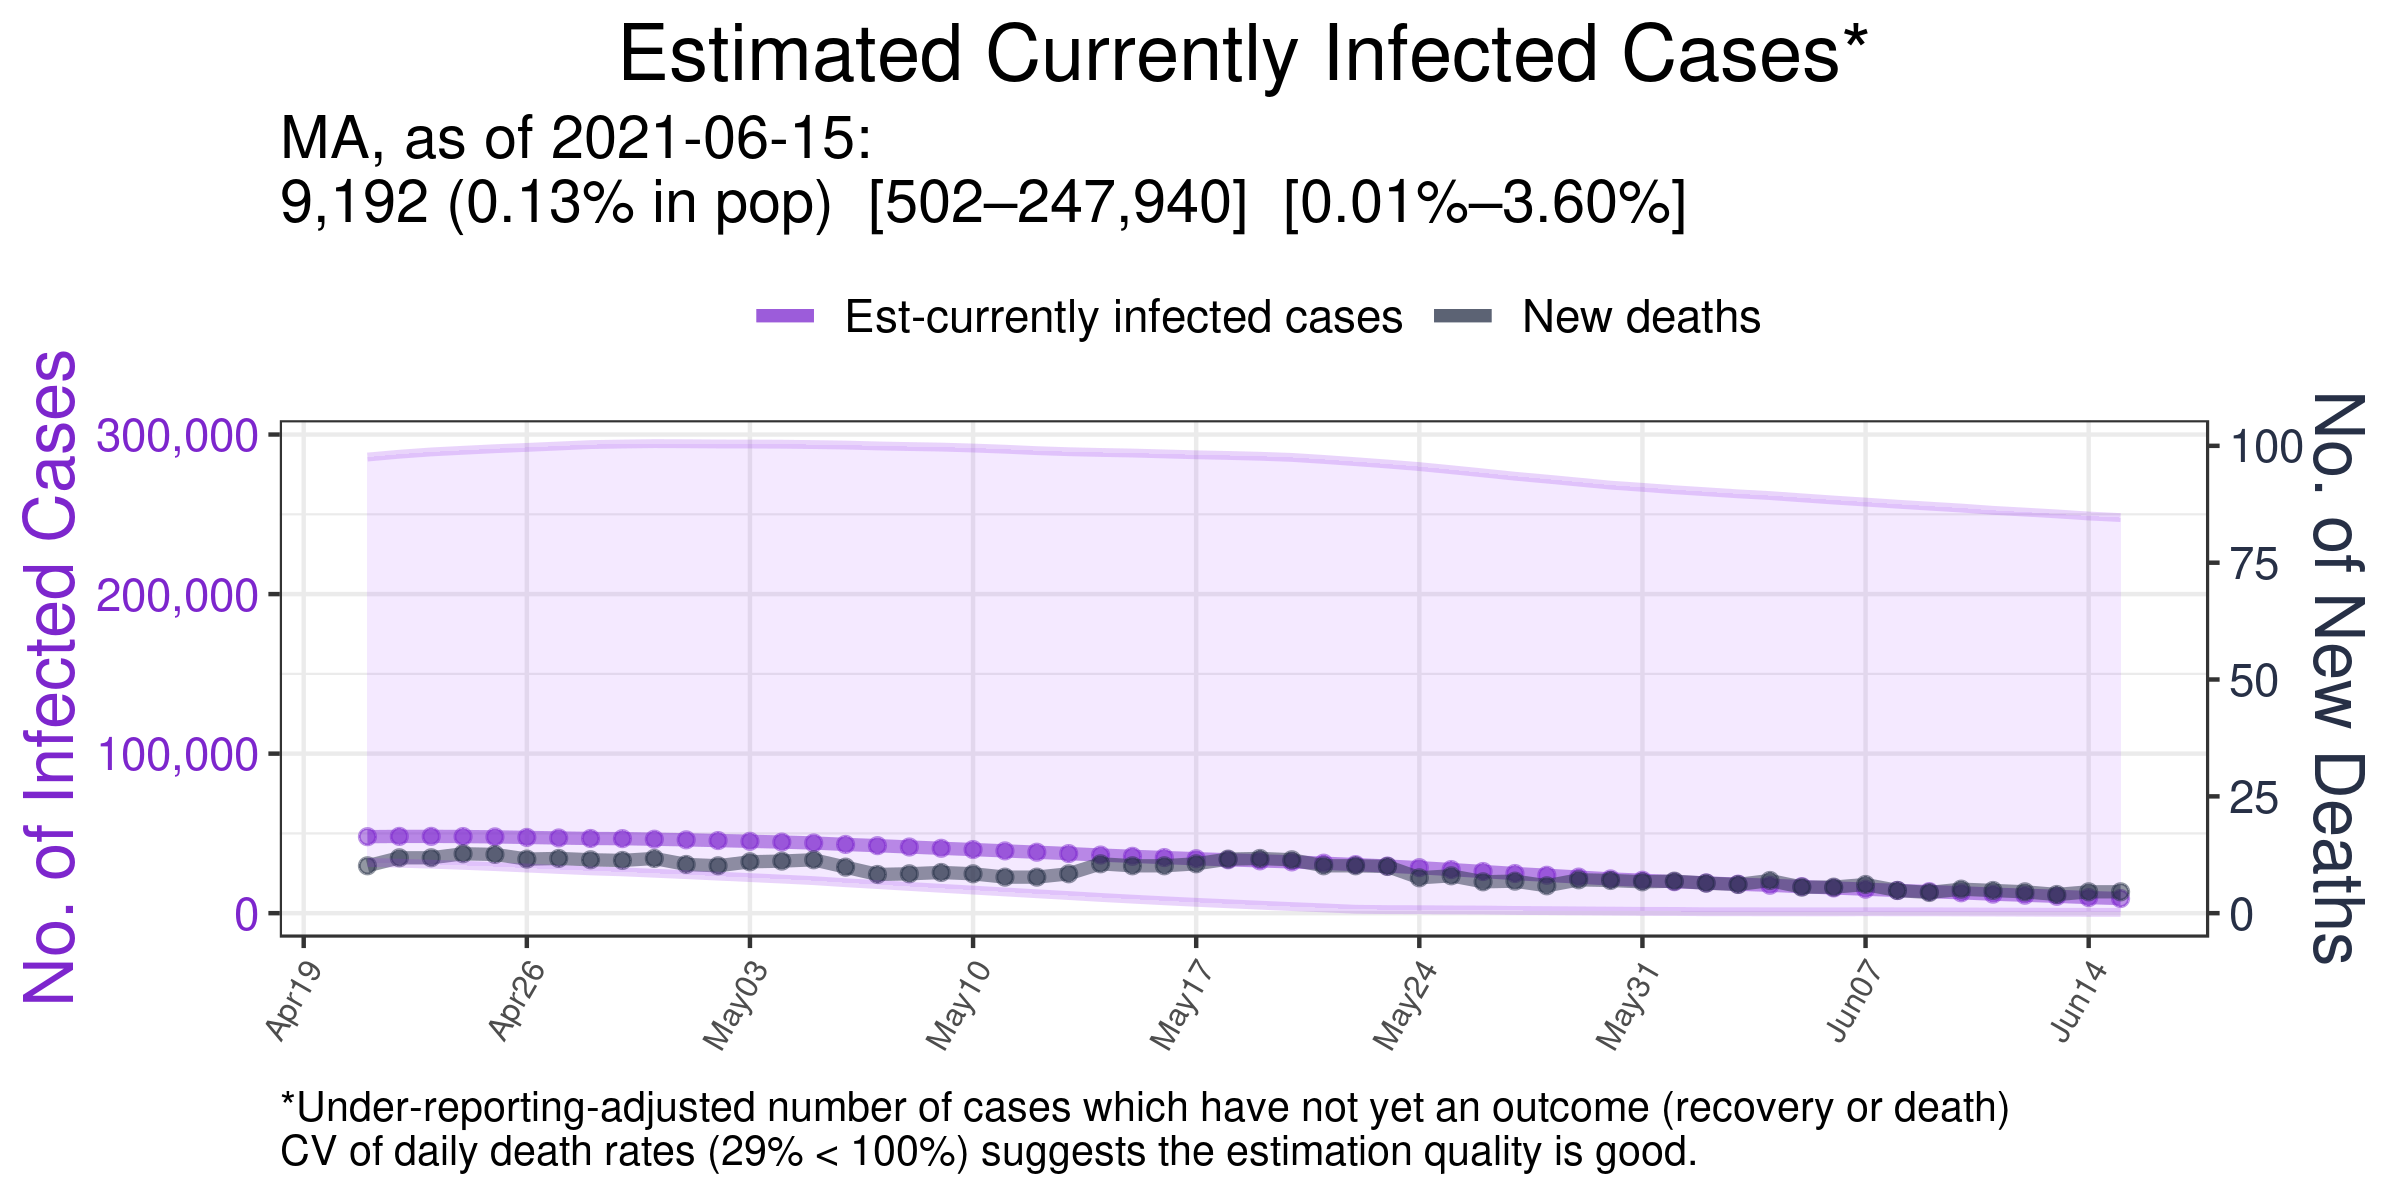 Estimated Currently Infected Cases*
MA, as of 2021-06-15:
9,192 (0.13% in pop)  [502–247,940]  [0.01%–3.60%]
Est-currently infected cases
New deaths
No. of Infected Cases
300,000
200,000
100,000
0
100
75
50
25
0
No. of New Deaths
Apr19
Apr26
May03
May10
May17
May24
May31
Jun07
Jun14
*Under-reporting-adjusted number of cases which have not yet an outcome (recovery or death)
CV of daily death rates (29% < 100%) suggests the estimation quality is good.